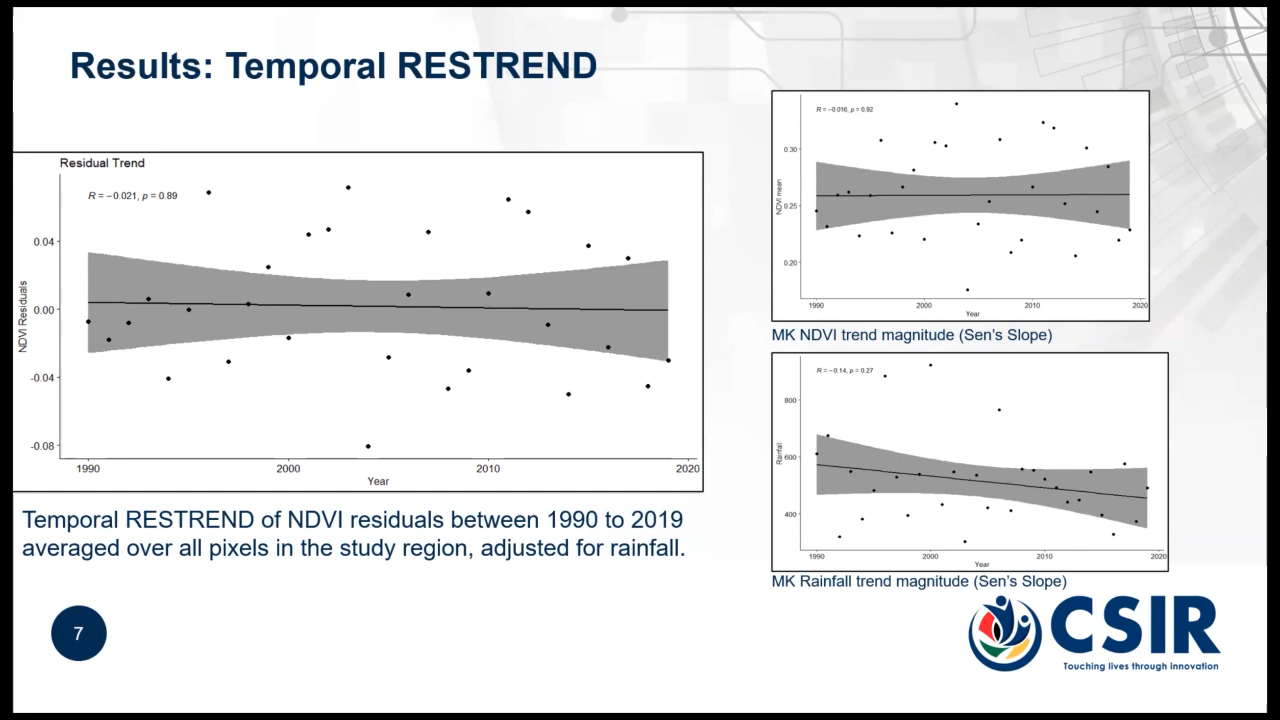 Results: Temporal RESTREND
Residual Trend
R = −0.021, p = 0.89
NDVI Residuals
0.04
0.00
-0.04
-0.08
1990
2000
2010
2020
Year
Temporal RESTREND of NDVI residuals between 1990 to 2019
averaged over all pixels in the study region, adjusted for rainfall.
7
R = −0.016, p = 0.92
NDVI mean
0.30
0.25
0.20
1990
2000
2010
2020
Year
MK NDVI trend magnitude (Sen's Slope)
R = −0.14, p = 0.27
Rainfall
800
600
400
1990
2000
2010
2020
Year
MK Rainfall trend magnitude (Sen's Slope)
CSIR
Touching lives through innovation